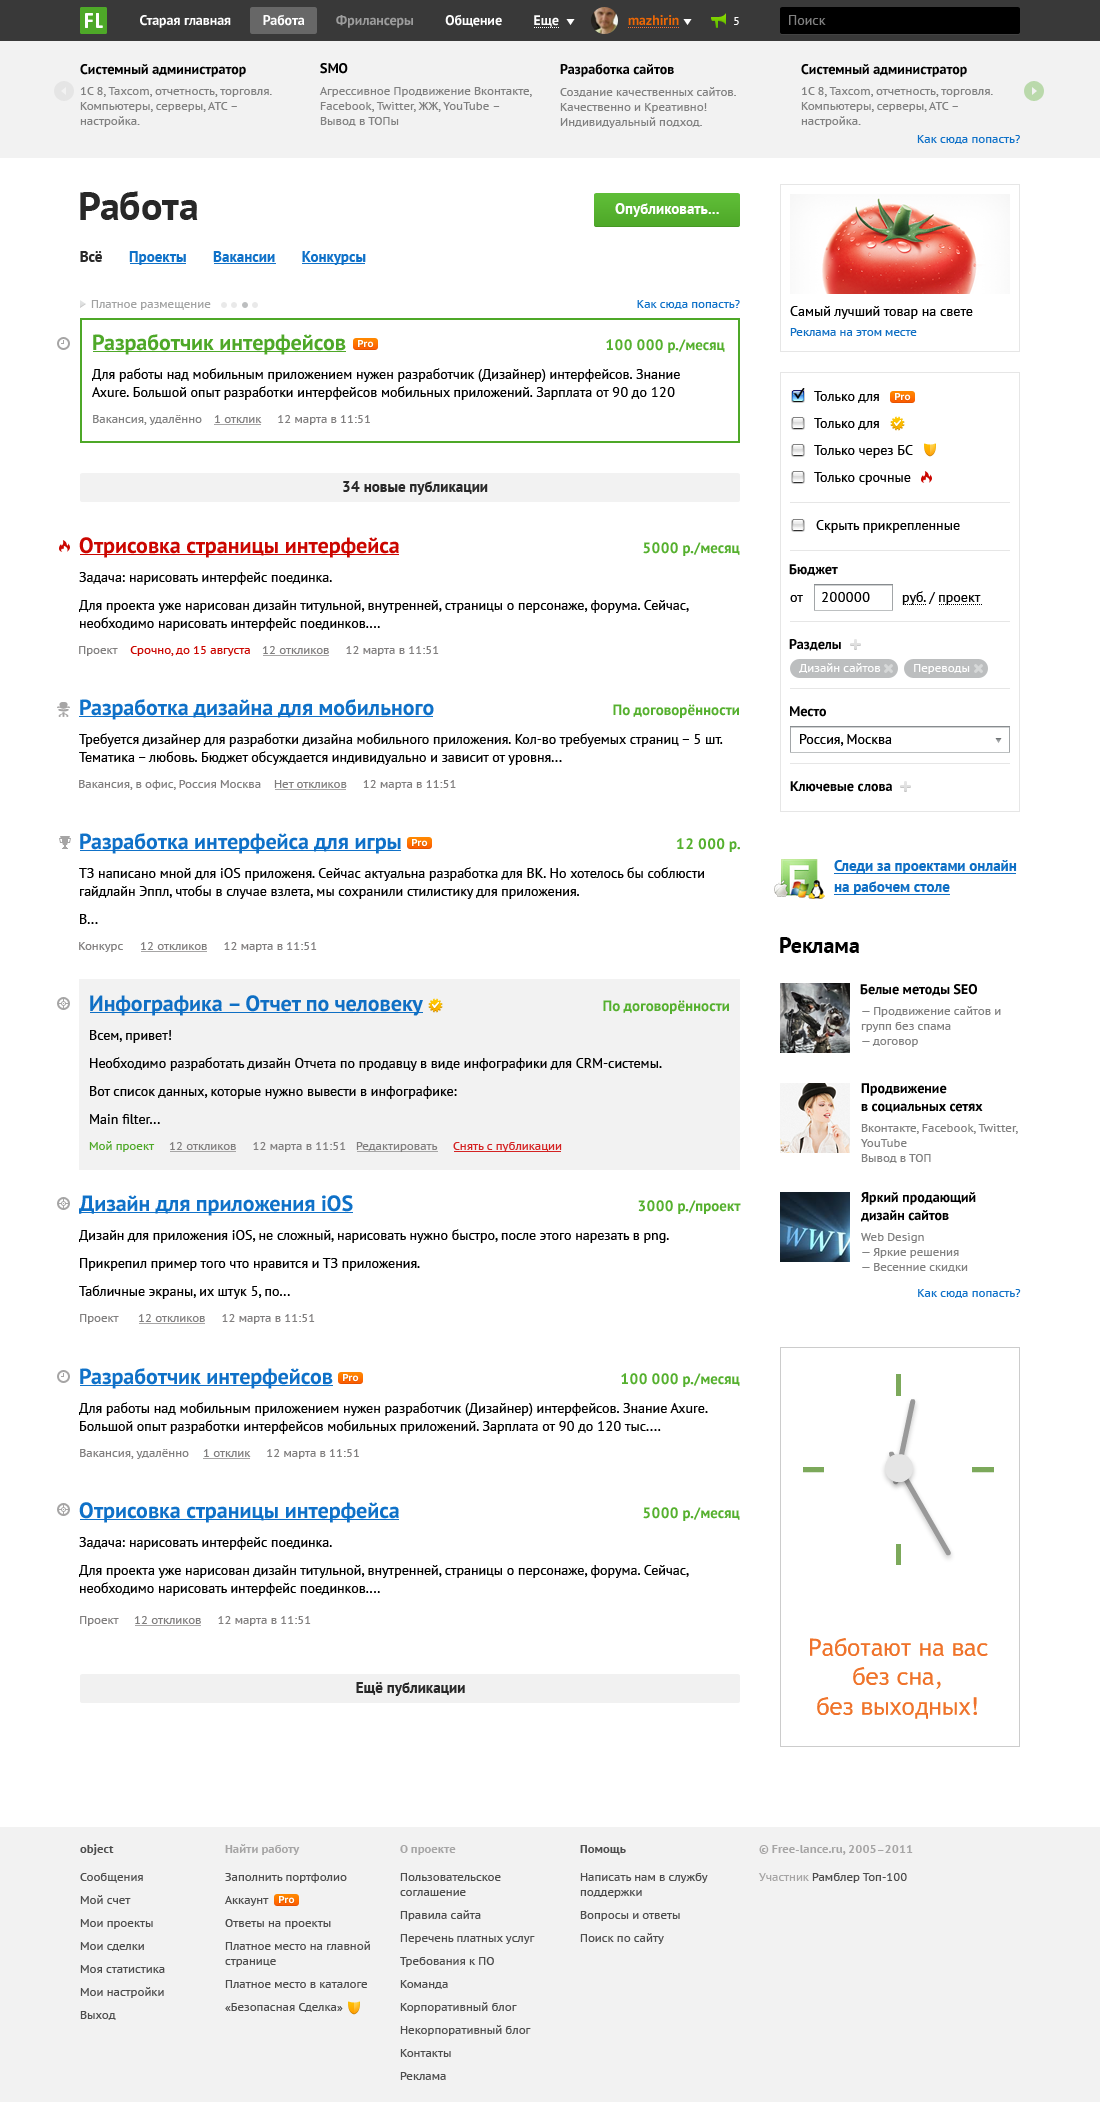 FL Старая главная Работа Фрилансеры Общение Еще mazhirin 5 Поиск
Системный администратор
1С 8, Taxcom, отчетность, торговля.
Компьютеры, серверы, АТС –
настройка.
SMO
Агрессивное Продвижение Вконтакте,
Facebook, Twitter, ЖЖ, YouTube –
Вывод в ТОПы
Разработка сайтов
Создание качественных сайтов.
Качественно и Креативно!
Индивидуальный подход.
Системный администратор
1С 8, Taxcom, отчетность, торговля.
Компьютеры, серверы, АТС –
настройка.
Как сюда попасть?
Работа
Опубликовать...
Всё Проекты Вакансии Конкурсы
Платное размещение Как сюда попасть?
Разработчик интерфейсов Pro 100 000 р./месяц
Для работы над мобильным приложением нужен разработчик (Дизайнер) интерфейсов. Знание
Axure. Большой опыт разработки интерфейсов мобильных приложений. Зарплата от 90 до 120
Вакансия, удалённо 1 отклик 12 марта в 11:51
34 новые публикации
Отрисовка страницы интерфейса 5000 р./месяц
Задача: нарисовать интерфейс поединка.
Для проекта уже нарисован дизайн титульной, внутренней, страницы о персонаже, форума. Сейчас,
необходимо нарисовать интерфейс поединков....
Проект Срочно, до 15 августа 12 откликов 12 марта в 11:51
Разработка дизайна для мобильного По договорённости
Требуется дизайнер для разработки дизайна мобильного приложения. Кол-во требуемых страниц – 5 шт.
Тематика – любовь. Бюджет обсуждается индивидуально и зависит от уровня...
Вакансия, в офис, Россия Москва Нет откликов 12 марта в 11:51
Разработка интерфейса для игры Pro 12 000 р.
ТЗ написано мной для iOS приложеня. Сейчас актуальна разработка для ВК. Но хотелось бы соблюсти
гайдлайн Эппл, чтобы в случае взлета, мы сохранили стилистику для приложения.
В...
Конкурс 12 откликов 12 марта в 11:51
Инфографика – Отчет по человеку По договорённости
Всем, привет!
Необходимо разработать дизайн Отчета по продавцу в виде инфографики для CRM-системы.
Вот список данных, которые нужно вывести в инфографике:
Main filter...
Мой проект 12 откликов 12 марта в 11:51 Редактировать Снять с публикации
Дизайн для приложения iOS 3000 р./проект
Дизайн для приложения iOS, не сложный, нарисовать нужно быстро, после этого нарезать в png.
Прикрепил пример того что нравится и ТЗ приложения.
Табличные экраны, их штук 5, по...
Проект 12 откликов 12 марта в 11:51
Разработчик интерфейсов Pro 100 000 р./месяц
Для работы над мобильным приложением нужен разработчик (Дизайнер) интерфейсов. Знание Axure.
Большой опыт разработки интерфейсов мобильных приложений. Зарплата от 90 до 120 тыс....
Вакансия, удалённо 1 отклик 12 марта в 11:51
Отрисовка страницы интерфейса 5000 р./месяц
Задача: нарисовать интерфейс поединка.
Для проекта уже нарисован дизайн титульной, внутренней, страницы о персонаже, форума. Сейчас,
необходимо нарисовать интерфейс поединков....
Проект 12 откликов 12 марта в 11:51
Ещё публикации
Самый лучший товар на свете
Реклама на этом месте
Только для Pro
Только для
Только через БС
Только срочные
Скрыть прикрепленные
Бюджет
от 200000 руб. / проект
Разделы
Дизайн сайтов Переводы
Место
Россия, Москва
Ключевые слова
Следи за проектами онлайн
на рабочем столе
Реклама
Белые методы SEO
— Продвижение сайтов и
групп без спама
— договор
Продвижение
в социальных сетях
Вконтакте, Facebook, Twitter,
YouTube
Вывод в ТОП
WWW
Яркий продающий
дизайн сайтов
Web Design
— Яркие решения
— Весенние скидки
Как сюда попасть?
Работают на вас
без сна,
без выходных!
object
Сообщения
Мой счет
Мои проекты
Мои сделки
Моя статистика
Мои настройки
Выход
Найти работу
Заполнить портфолио
Аккаунт Pro
Ответы на проекты
Платное место на главной
странице
Платное место в каталоге
«Безопасная Сделка»
О проекте
Пользовательское
соглашение
Правила сайта
Перечень платных услуг
Требования к ПО
Команда
Корпоративный блог
Некорпоративный блог
Контакты
Реклама
Помощь
Написать нам в службу
поддержки
Вопросы и ответы
Поиск по сайту
© Free-lance.ru, 2005–2011
Участник Рамблер Топ-100